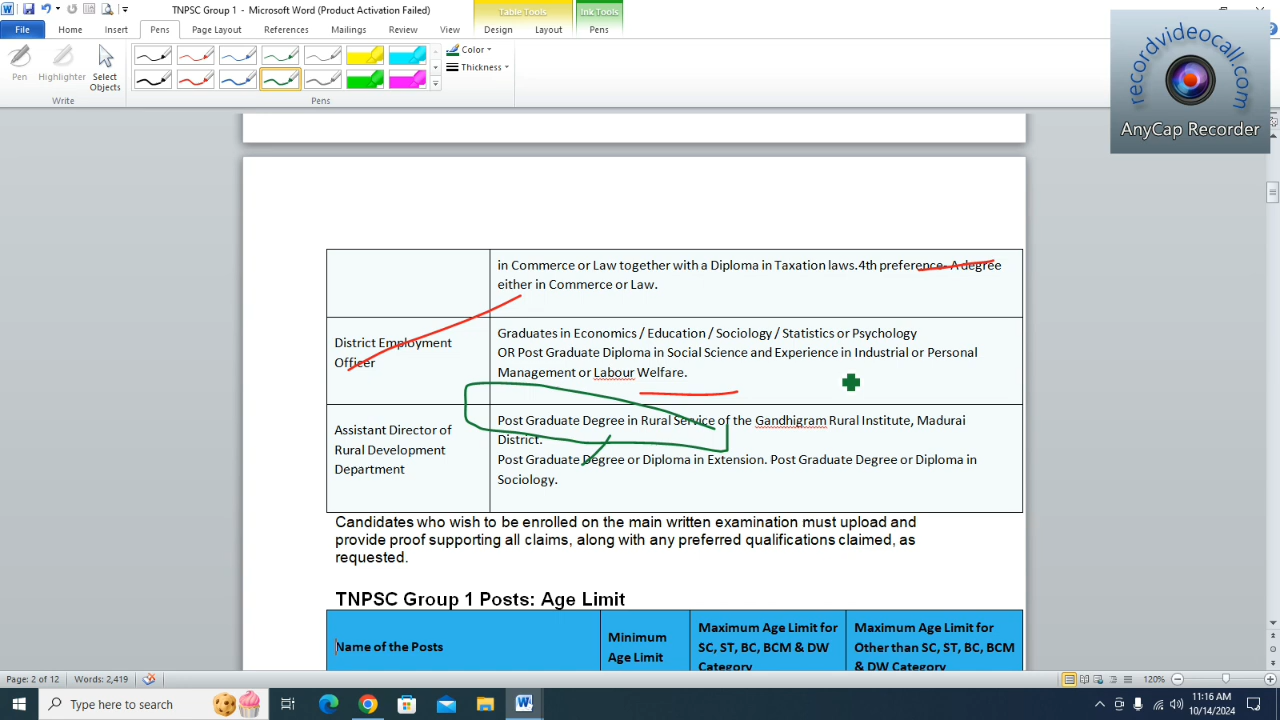 TNPSC Group 1 - Microsoft Word (Product Activation Failed)
Table Tools
Ink Tools
File
Home
Insert
Pens
Page Layout
References
Mailings
Review
View
Design
Layout
Pens
Pen
Highlighter
Select Objects
Color
Thickness
Write
Pens
recordvideocall.com
AnyCap Recorder
in Commerce or Law together with a Diploma in Taxation laws.4th preference- A degree
either in Commerce or Law.
District Employment
Officer
Graduates in Economics / Education / Sociology / Statistics or Psychology
OR Post Graduate Diploma in Social Science and Experience in Industrial or Personal
Management or Labour Welfare.
Assistant Director of
Rural Development
Department
Post Graduate Degree in Rural Service of the Gandhigram Rural Institute, Madurai
District.
Post Graduate Degree or Diploma in Extension. Post Graduate Degree or Diploma in
Sociology.
Candidates who wish to be enrolled on the main written examination must upload and
provide proof supporting all claims, along with any preferred qualifications claimed, as
requested.
TNPSC Group 1 Posts: Age Limit
Name of the Posts
Minimum
Age Limit
Maximum Age Limit for
SC, ST, BC, BCM & DW
Category
Maximum Age Limit for
Other than SC, ST, BC, BCM
& DW Category
Page: 2 of 12
Words: 2,419
120%
Type here to search
11:16 AM
10/14/2024